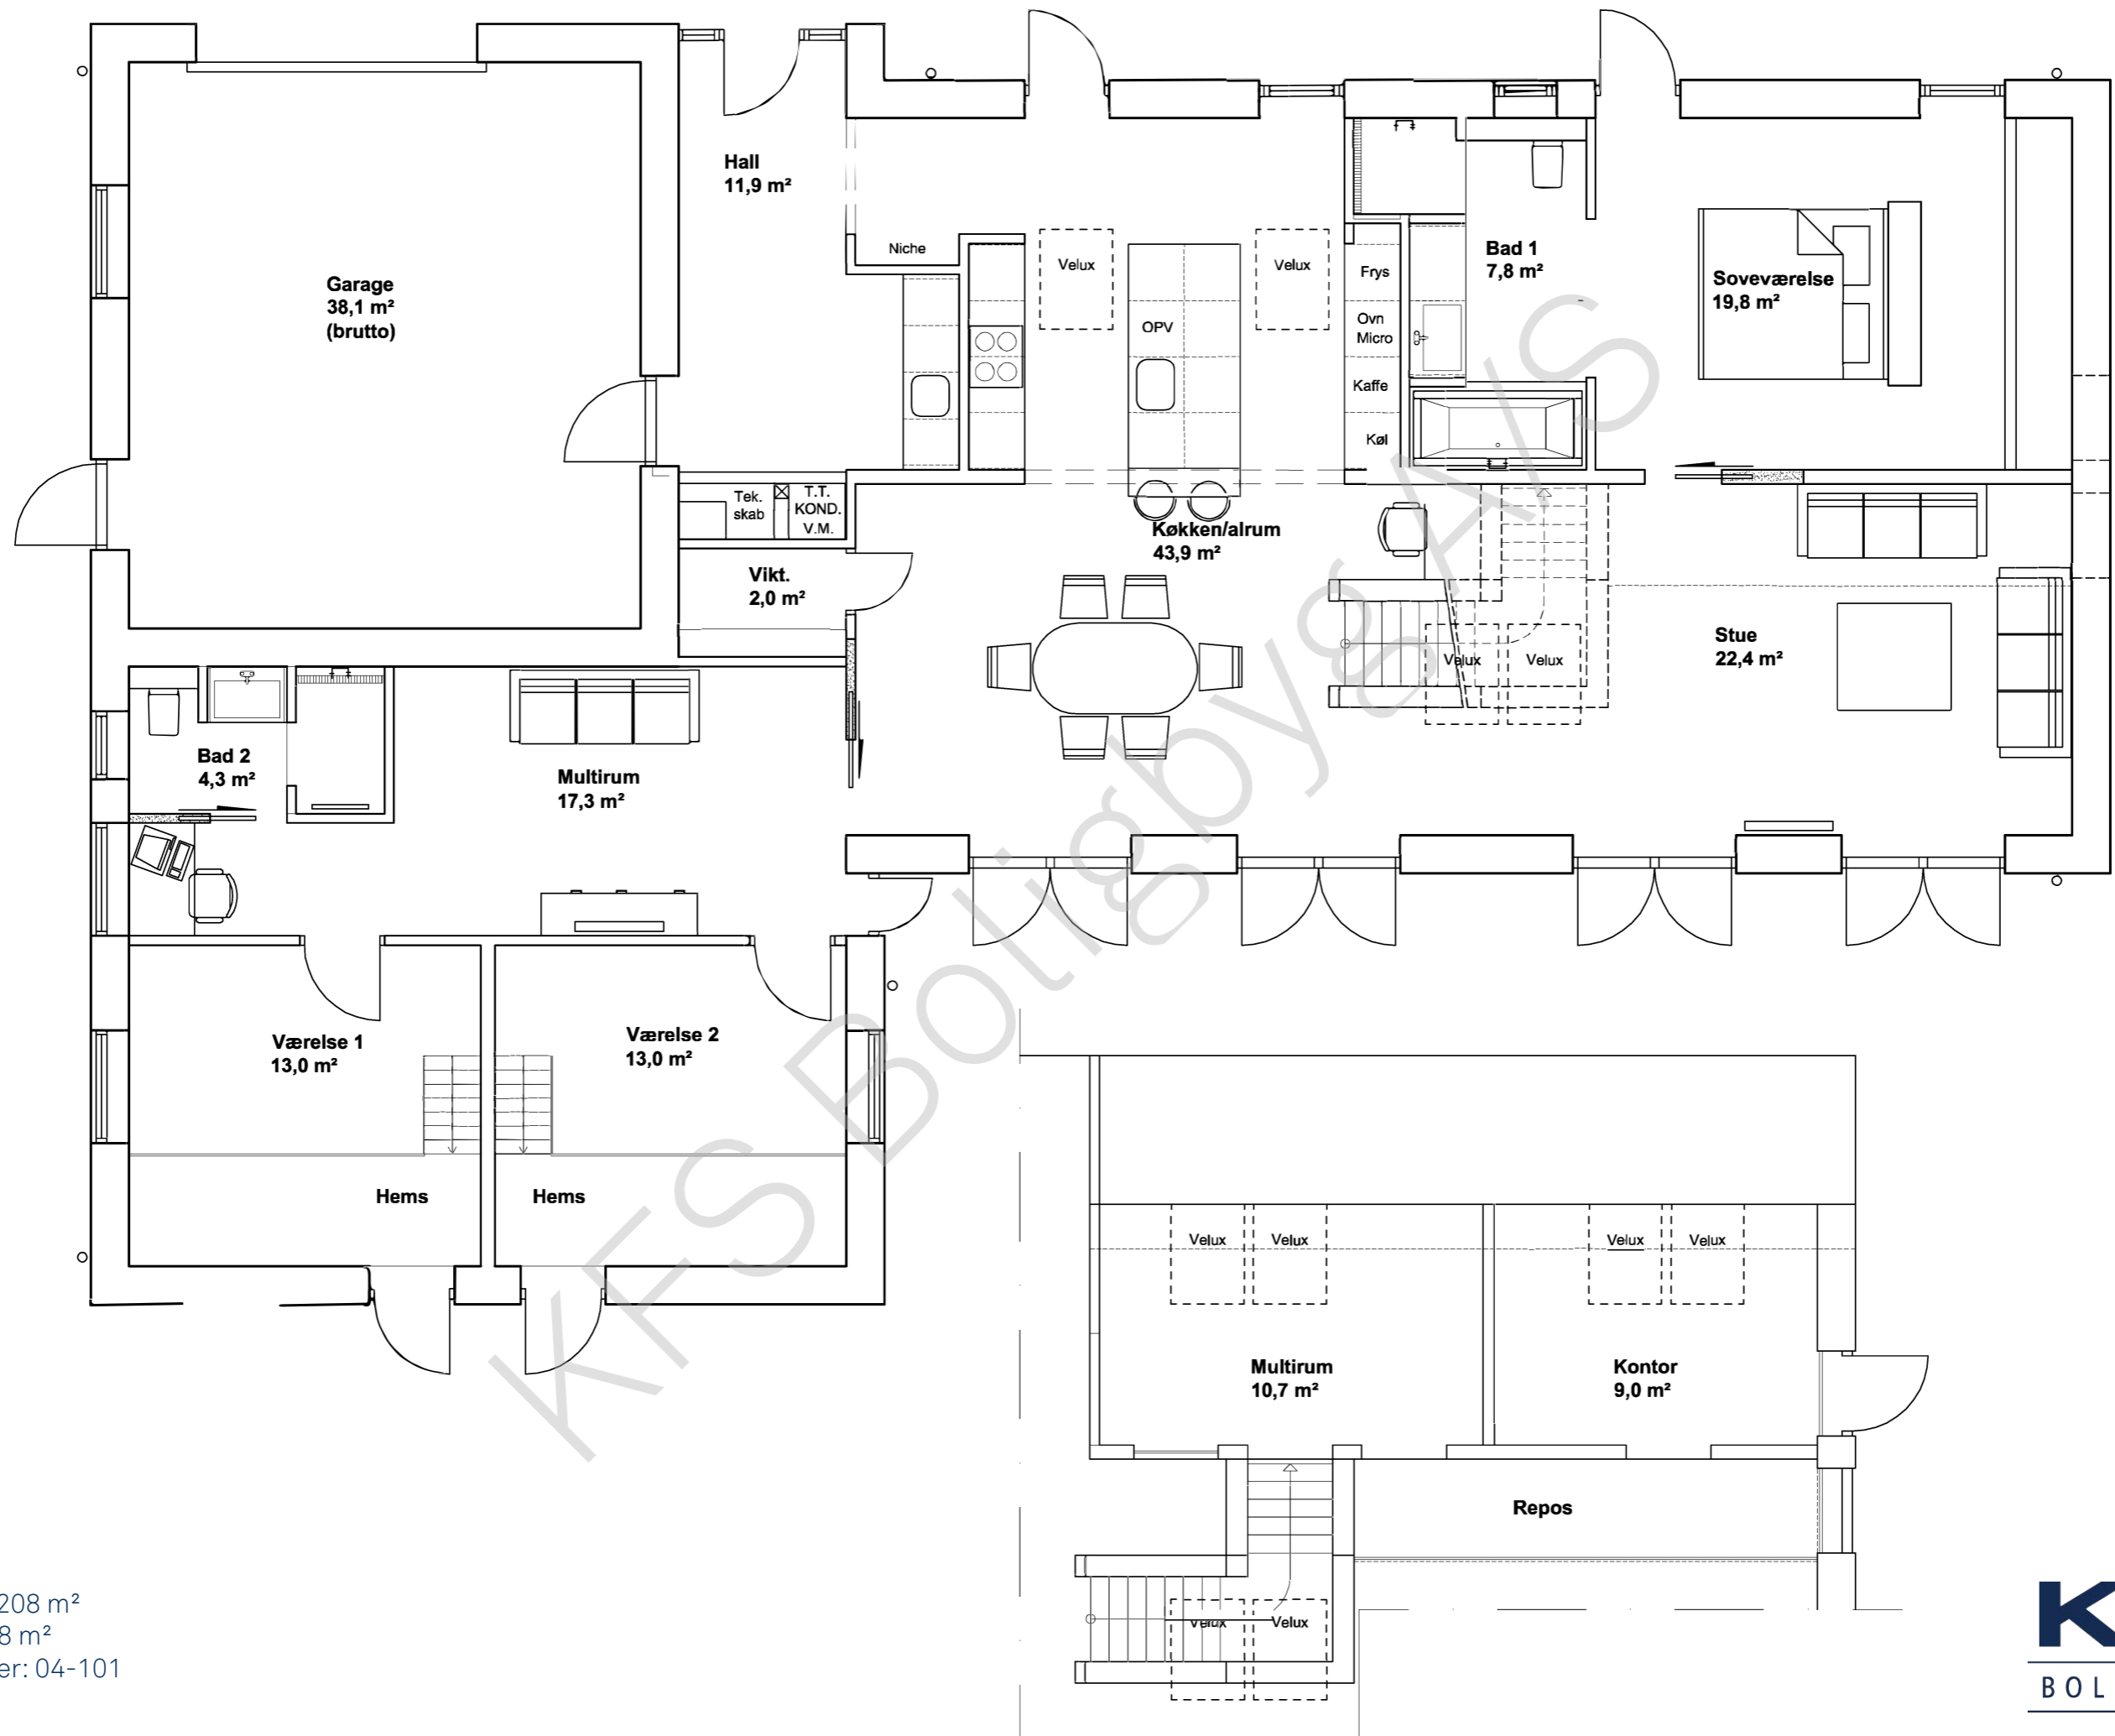 Hall
11,9 m²
Niche
Velux
Velux
Garage
38,1 m²
(brutto)
OPV
Frys
Ovn
Micro
Kaffe
Køl
Bad 1
7,8 m²
Soveværelse
19,8 m²
Tek.
skab
T.T.
KOND.
V.M.
Køkken/alrum
43,9 m²
Vikt.
2,0 m²
Velux
Velux
Stue
22,4 m²
Bad 2
4,3 m²
Multirum
17,3 m²
Værelse 1
13,0 m²
Værelse 2
13,0 m²
Hems
Hems
KFS Boligbyg A/S
Velux
Velux
Velux
Velux
Multirum
10,7 m²
Kontor
9,0 m²
Repos
Velux
Velux
208 m²
8 m²
er: 04-101
K
BOL